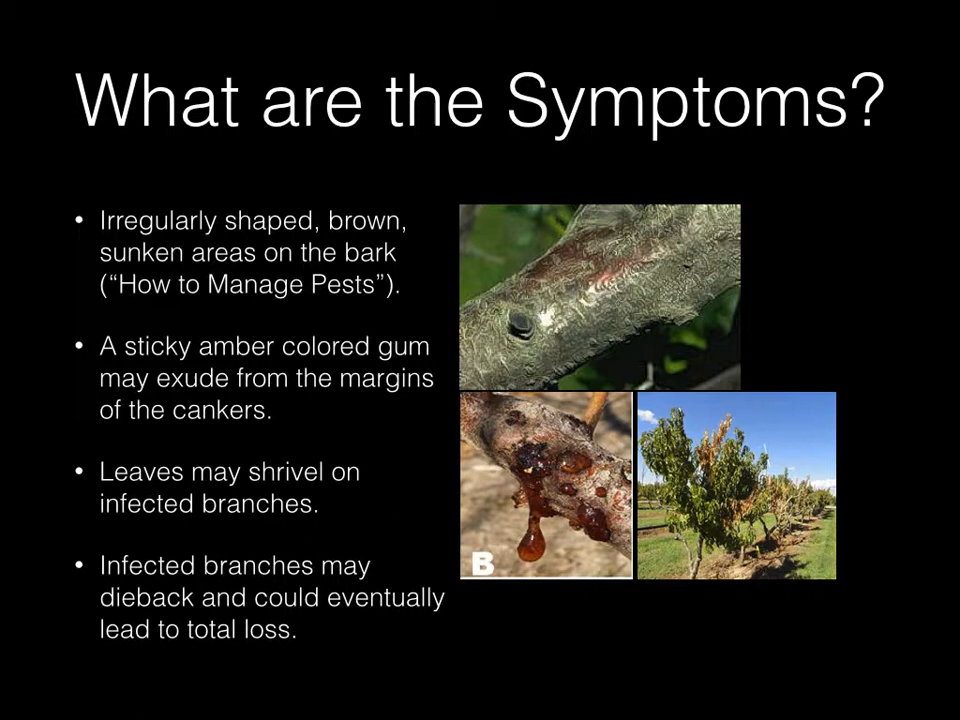 What are the Symptoms?
• Irregularly shaped, brown,
sunken areas on the bark
(“How to Manage Pests”).
• A sticky amber colored gum
may exude from the margins
of the cankers.
• Leaves may shrivel on
infected branches.
• Infected branches may
dieback and could eventually
lead to total loss.
B